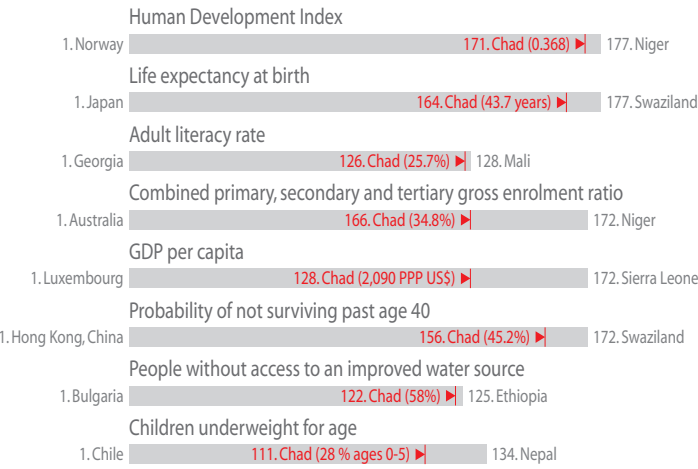 Human Development Index
1. Norway 171. Chad (0.368) 177. Niger
Life expectancy at birth
1. Japan 164. Chad (43.7 years) 177. Swaziland
Adult literacy rate
1. Georgia 126. Chad (25.7%) 128. Mali
Combined primary, secondary and tertiary gross enrolment ratio
1. Australia 166. Chad (34.8%) 172. Niger
GDP per capita
1. Luxembourg 128. Chad (2,090 PPP US$) 172. Sierra Leone
Probability of not surviving past age 40
1. Hong Kong, China 156. Chad (45.2%) 172. Swaziland
People without access to an improved water source
1. Bulgaria 122. Chad (58%) 125. Ethiopia
Children underweight for age
1. Chile 111. Chad (28 % ages 0-5) 134. Nepal